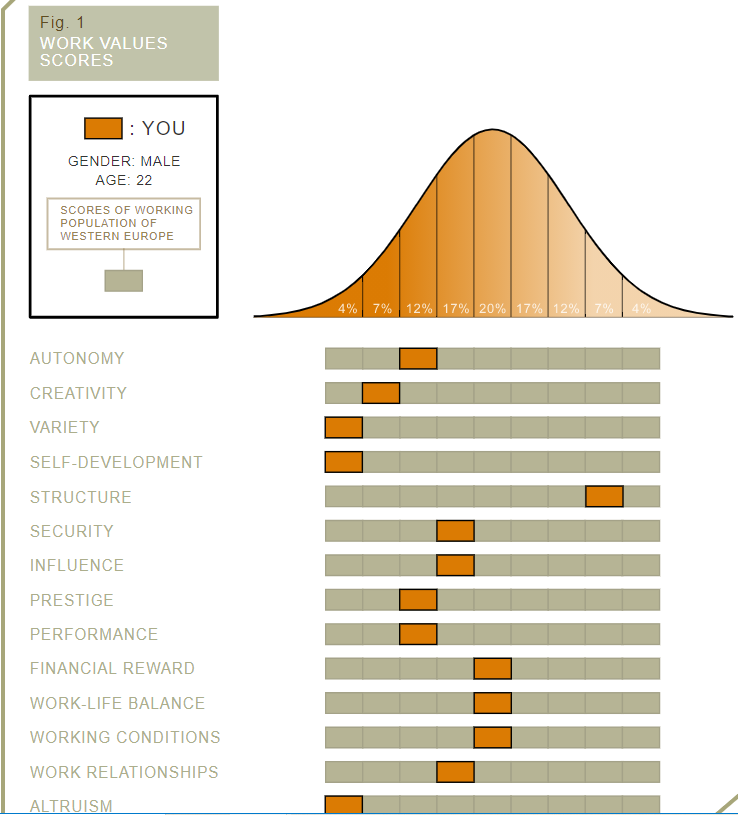 Fig. 1
WORK VALUES
SCORES
: YOU
GENDER: MALE
AGE: 22
SCORES OF WORKING
POPULATION OF
WESTERN EUROPE
4% 7% 12% 17% 20% 17% 12% 7% 4%
AUTONOMY
CREATIVITY
VARIETY
SELF-DEVELOPMENT
STRUCTURE
SECURITY
INFLUENCE
PRESTIGE
PERFORMANCE
FINANCIAL REWARD
WORK-LIFE BALANCE
WORKING CONDITIONS
WORK RELATIONSHIPS
ALTRUISM